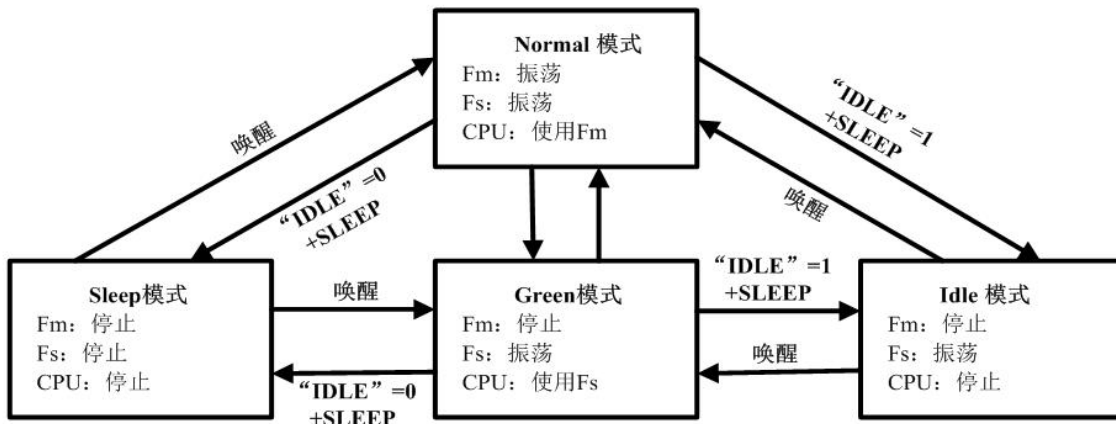 Normal 模式
Fm：振荡
Fs：振荡
CPU：使用Fm
唤醒
“IDLE”=0
+SLEEP
“IDLE”=1
+SLEEP
唤醒
Sleep模式
Fm：停止
Fs：停止
CPU：停止
唤醒
“IDLE”=0
+SLEEP
Green模式
Fm：停止
Fs：振荡
CPU：使用Fs
“IDLE”=1
+SLEEP
唤醒
Idle 模式
Fm：停止
Fs：振荡
CPU：停止